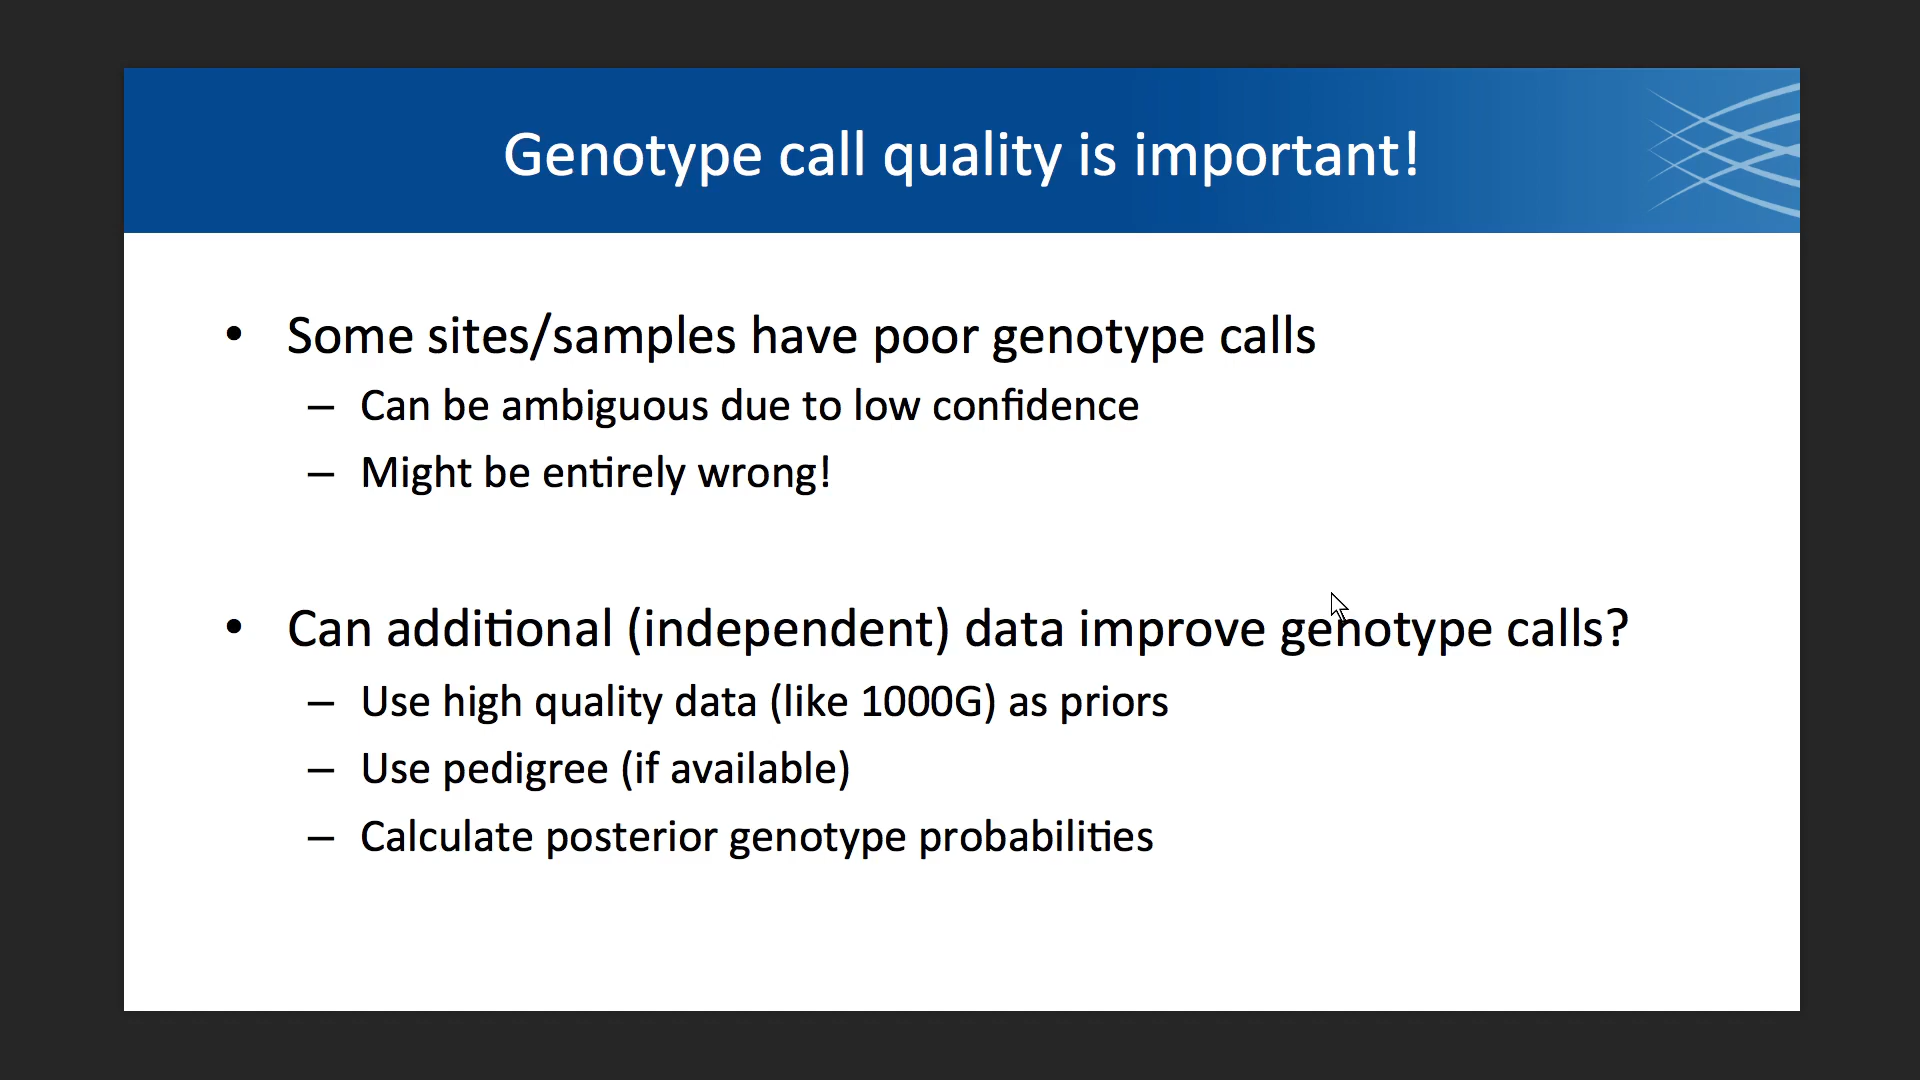 Genotype call quality is important!
• Some sites/samples have poor genotype calls
– Can be ambiguous due to low confidence
– Might be entirely wrong!
• Can additional (independent) data improve genotype calls?
– Use high quality data (like 1000G) as priors
– Use pedigree (if available)
– Calculate posterior genotype probabilities